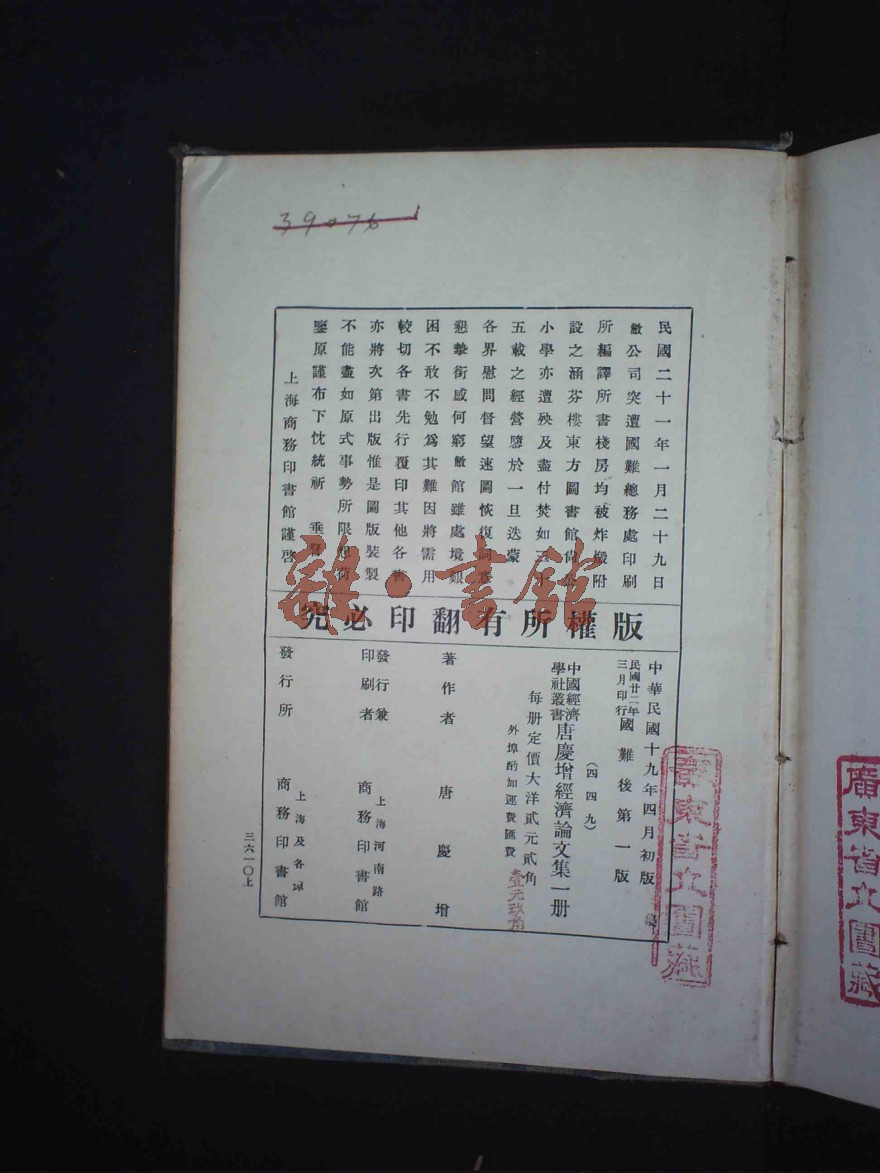 39076
民國二十一年一月二十九日
敝公司突遭國難總務處印刷
所編譯所書棧房均被炸燬附
設之涵芬樓東方圖書館尚公
小學亦遭殃及盡付焚如三十
五載之經營墮於一旦迭蒙
各界慰問督望速圖恢復詞意
懇摯銜感何窮敝館雖處境艱
困不敢不勉爲其難因將需用
較切各書先行覆印其他各書
亦將次第出版惟是圖版裝製
不能盡如原式事勢所限想荷
鑒原謹布下忱統祈 垂詧
上海商務印書館謹啓
雜·書館
版權所有翻印必究
中華民國十九年四月初版
民國廿二年三月印行國難後第一版
(四四九)
中國經濟學社叢書唐慶增經濟論文集一册
每册定價大洋貳元貳角
外埠酌加運費匯費
壹元玖角
著作者 唐慶增
發行兼印刷者 上海河南路 商務印書館
發行所 上海及各埠 商務印書館
三六一〇上
廣東省立圖藏
廣東省立圖藏